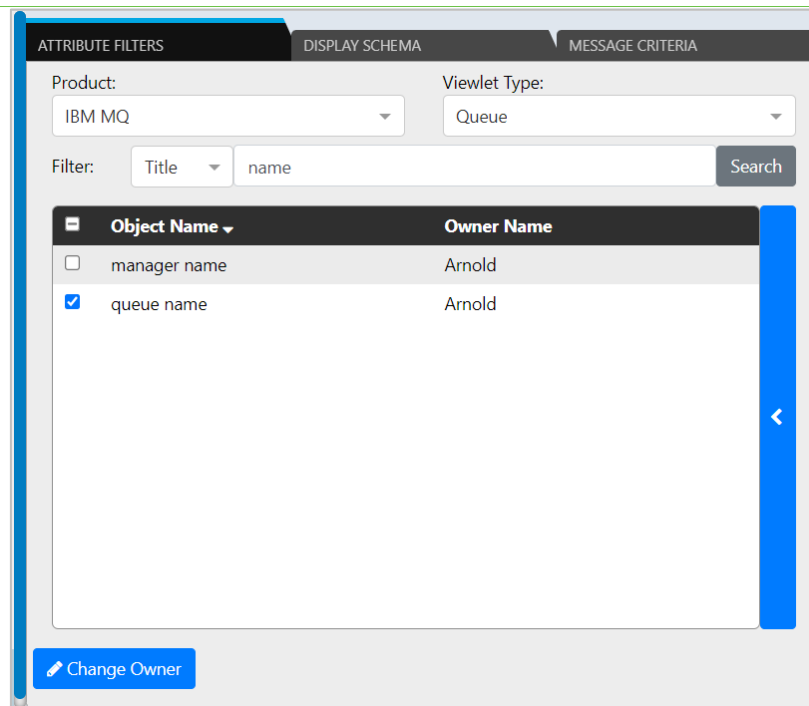 ATTRIBUTE FILTERS DISPLAY SCHEMA MESSAGE CRITERIA
Product: Viewlet Type:
IBM MQ Queue
Filter: Title name Search
Object Name Owner Name
manager name Arnold
queue name Arnold
Change Owner